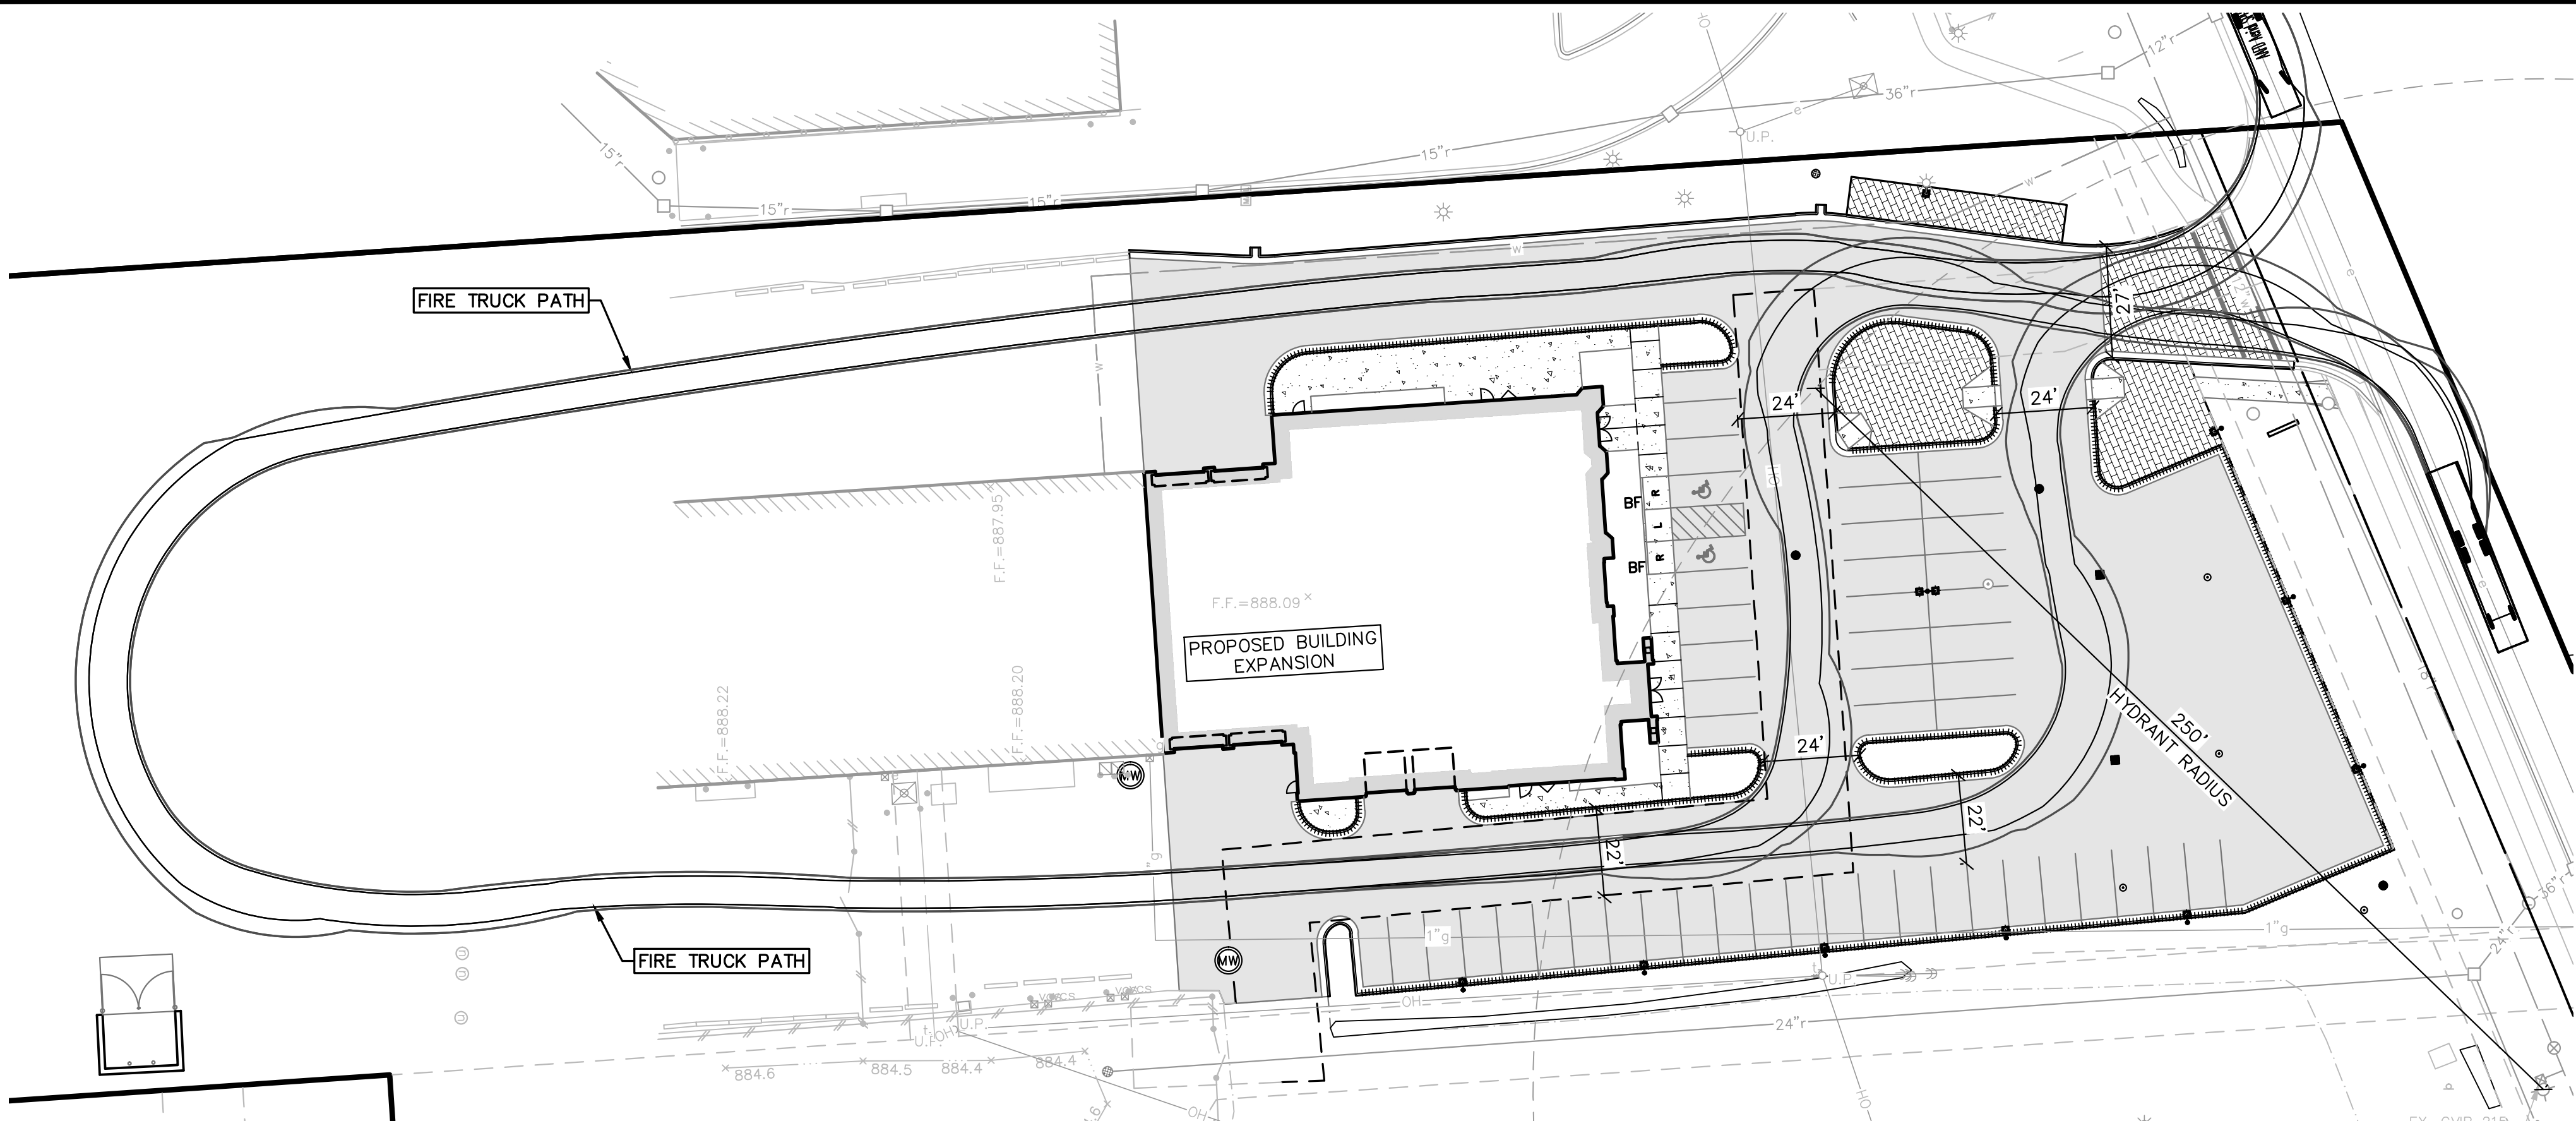 12"r
36"r
e
U.P.
15"r
15"r
15"r
15"r
w
w
w
FIRE TRUCK PATH
27'
24'
24'
F.F.=887.95
BF
R
L
BF
R
F.F.=888.09
PROPOSED BUILDING
EXPANSION
F.F.=888.22
F.F.=888.20
MW
24'
22'
22'
250'
HYDRANT RADIUS
FIRE TRUCK PATH
MW
1"g
1"g
36"r
24"r
U.P.
OH
U.P.
24"r
884.6
884.5
884.4
884.4
OH
OH